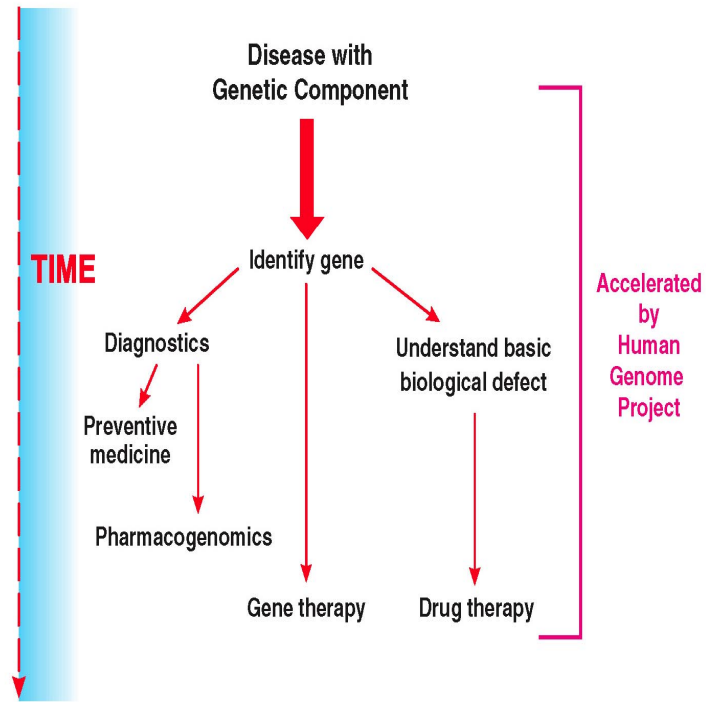 Disease with
Genetic Component
TIME
Identify gene
Accelerated
by
Human
Genome
Project
Diagnostics
Understand basic
biological defect
Preventive
medicine
Pharmacogenomics
Gene therapy
Drug therapy